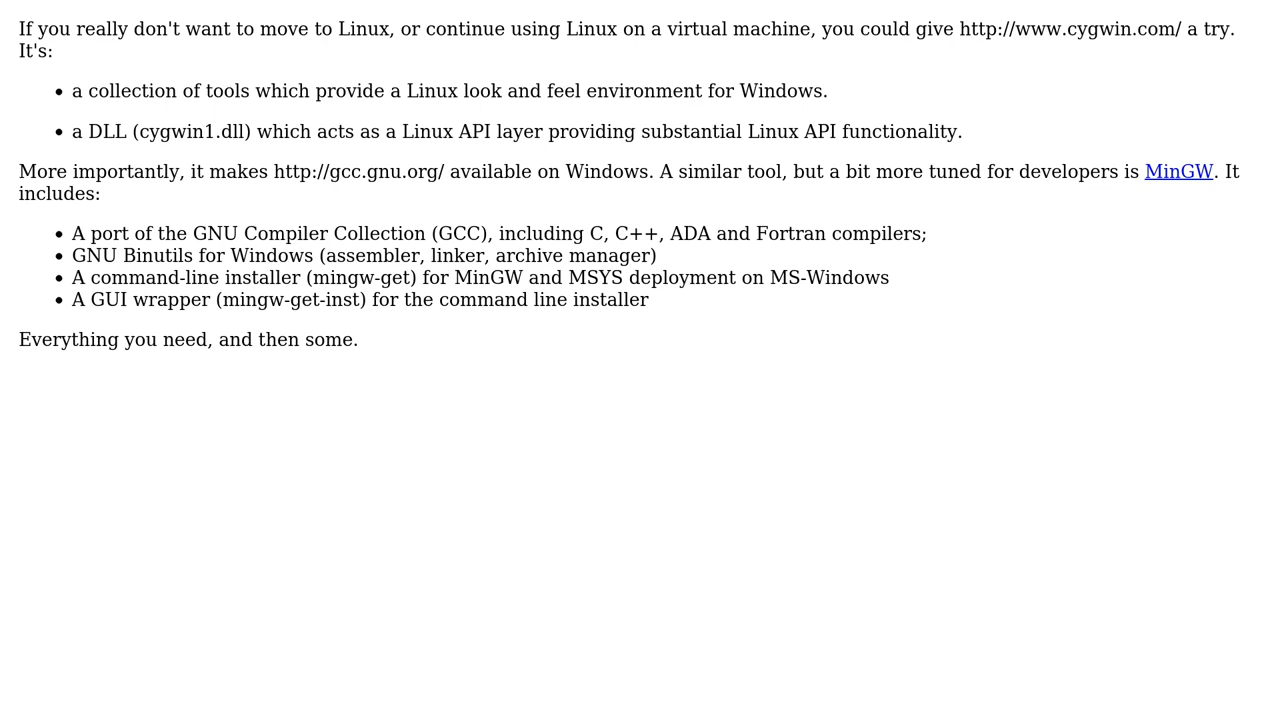 If you really don't want to move to Linux, or continue using Linux on a virtual machine, you could give http://www.cygwin.com/ a try.
It's:
• a collection of tools which provide a Linux look and feel environment for Windows.
• a DLL (cygwin1.dll) which acts as a Linux API layer providing substantial Linux API functionality.
More importantly, it makes http://gcc.gnu.org/ available on Windows. A similar tool, but a bit more tuned for developers is MinGW. It
includes:
• A port of the GNU Compiler Collection (GCC), including C, C++, ADA and Fortran compilers;
• GNU Binutils for Windows (assembler, linker, archive manager)
• A command-line installer (mingw-get) for MinGW and MSYS deployment on MS-Windows
• A GUI wrapper (mingw-get-inst) for the command line installer
Everything you need, and then some.